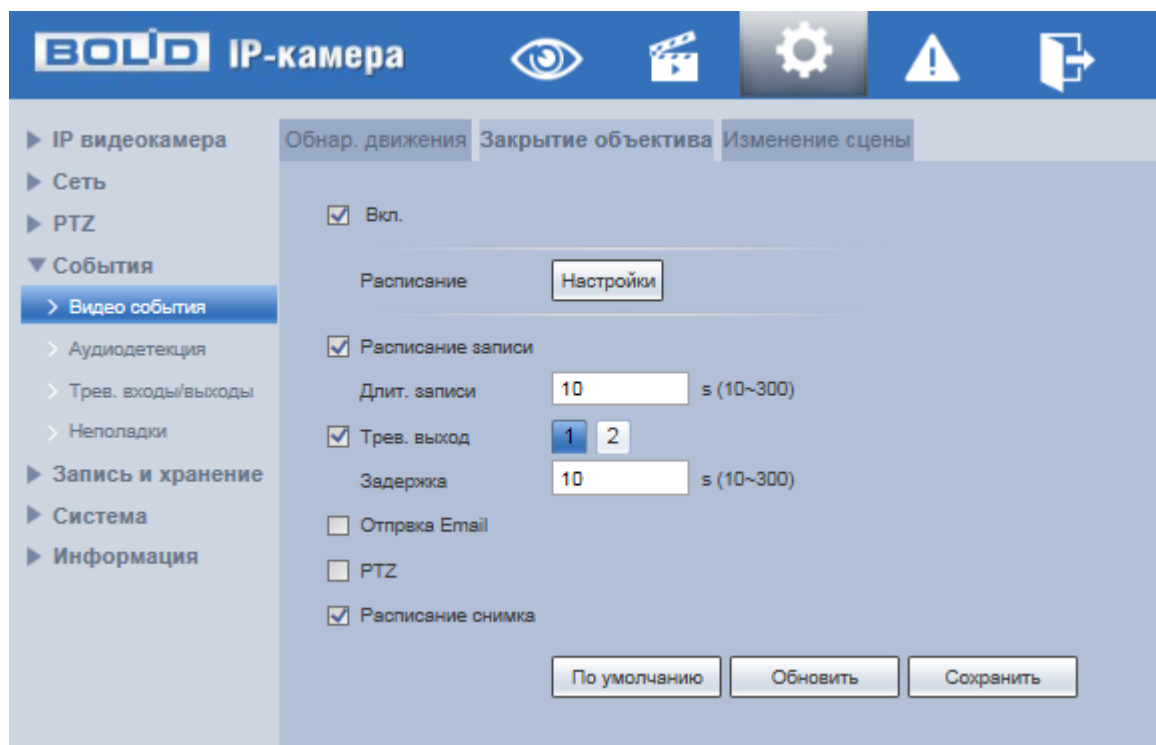 BOLID IP-камера
IP видеокамера
Сеть
PTZ
События
Видео события
Аудиодетекция
Трев. входы/выходы
Неполадки
Запись и хранение
Система
Информация
Обнар. движения Закрытие объектива Изменение сцены
Вкл.
Расписание Настройки
Расписание записи
Длит. записи 10 s (10~300)
Трев. выход 1 2
Задержка 10 s (10~300)
Отпрвка Email
PTZ
Расписание снимка
По умолчанию Обновить Сохранить